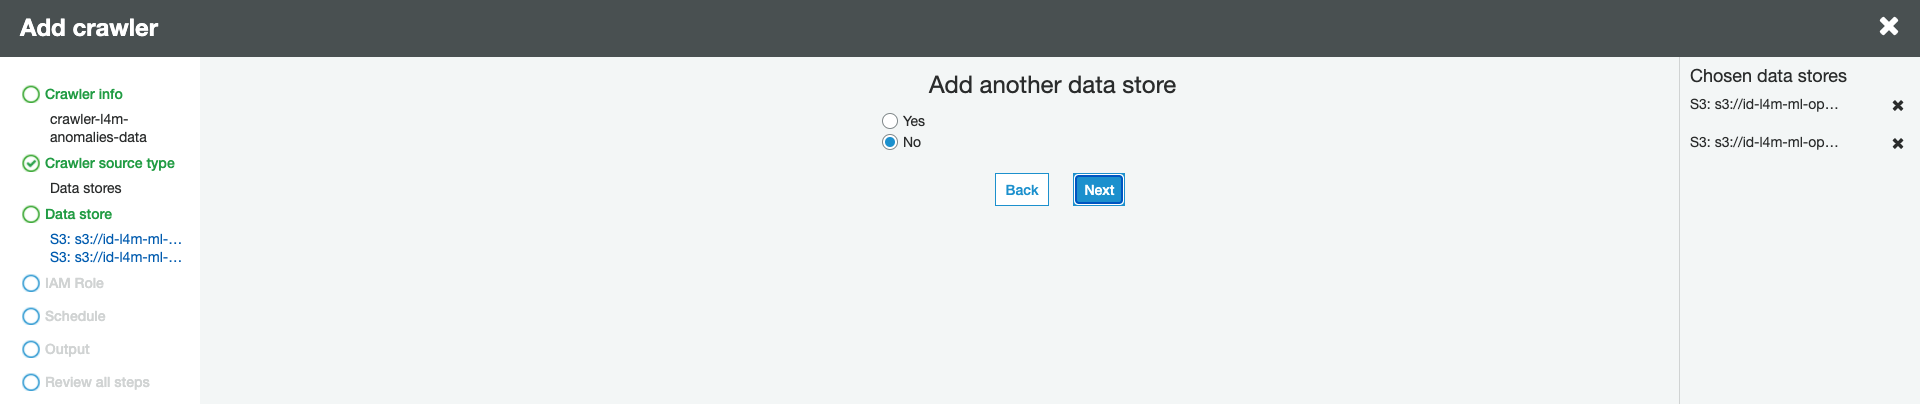 Add crawler
Crawler info
crawler-l4m-
anomalies-data
Crawler source type
Data stores
Data store
S3: s3://id-l4m-ml-...
S3: s3://id-l4m-ml-...
IAM Role
Schedule
Output
Review all steps
Add another data store
Yes
No
Back
Next
Chosen data stores
S3: s3://id-l4m-ml-op...
S3: s3://id-l4m-ml-op...